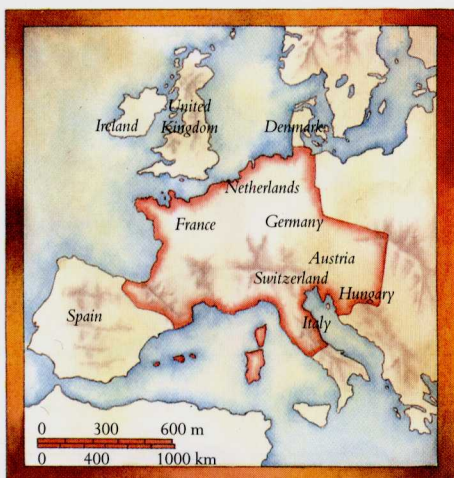 United
Ireland Kingdom Denmark
Netherlands
France Germany
Austria
Switzerland
Hungary
Spain Italy
0 300 600 m
0 400 1000 km